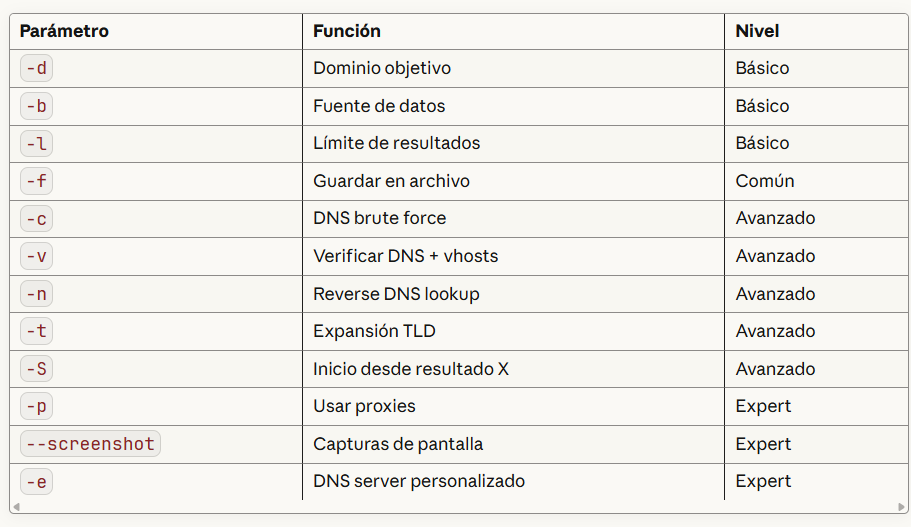 Parámetro Función Nivel
-d Dominio objetivo Básico
-b Fuente de datos Básico
-l Límite de resultados Básico
-f Guardar en archivo Común
-c DNS brute force Avanzado
-v Verificar DNS + vhosts Avanzado
-n Reverse DNS lookup Avanzado
-t Expansión TLD Avanzado
-S Inicio desde resultado X Avanzado
-p Usar proxies Expert
--screenshot Capturas de pantalla Expert
-e DNS server personalizado Expert